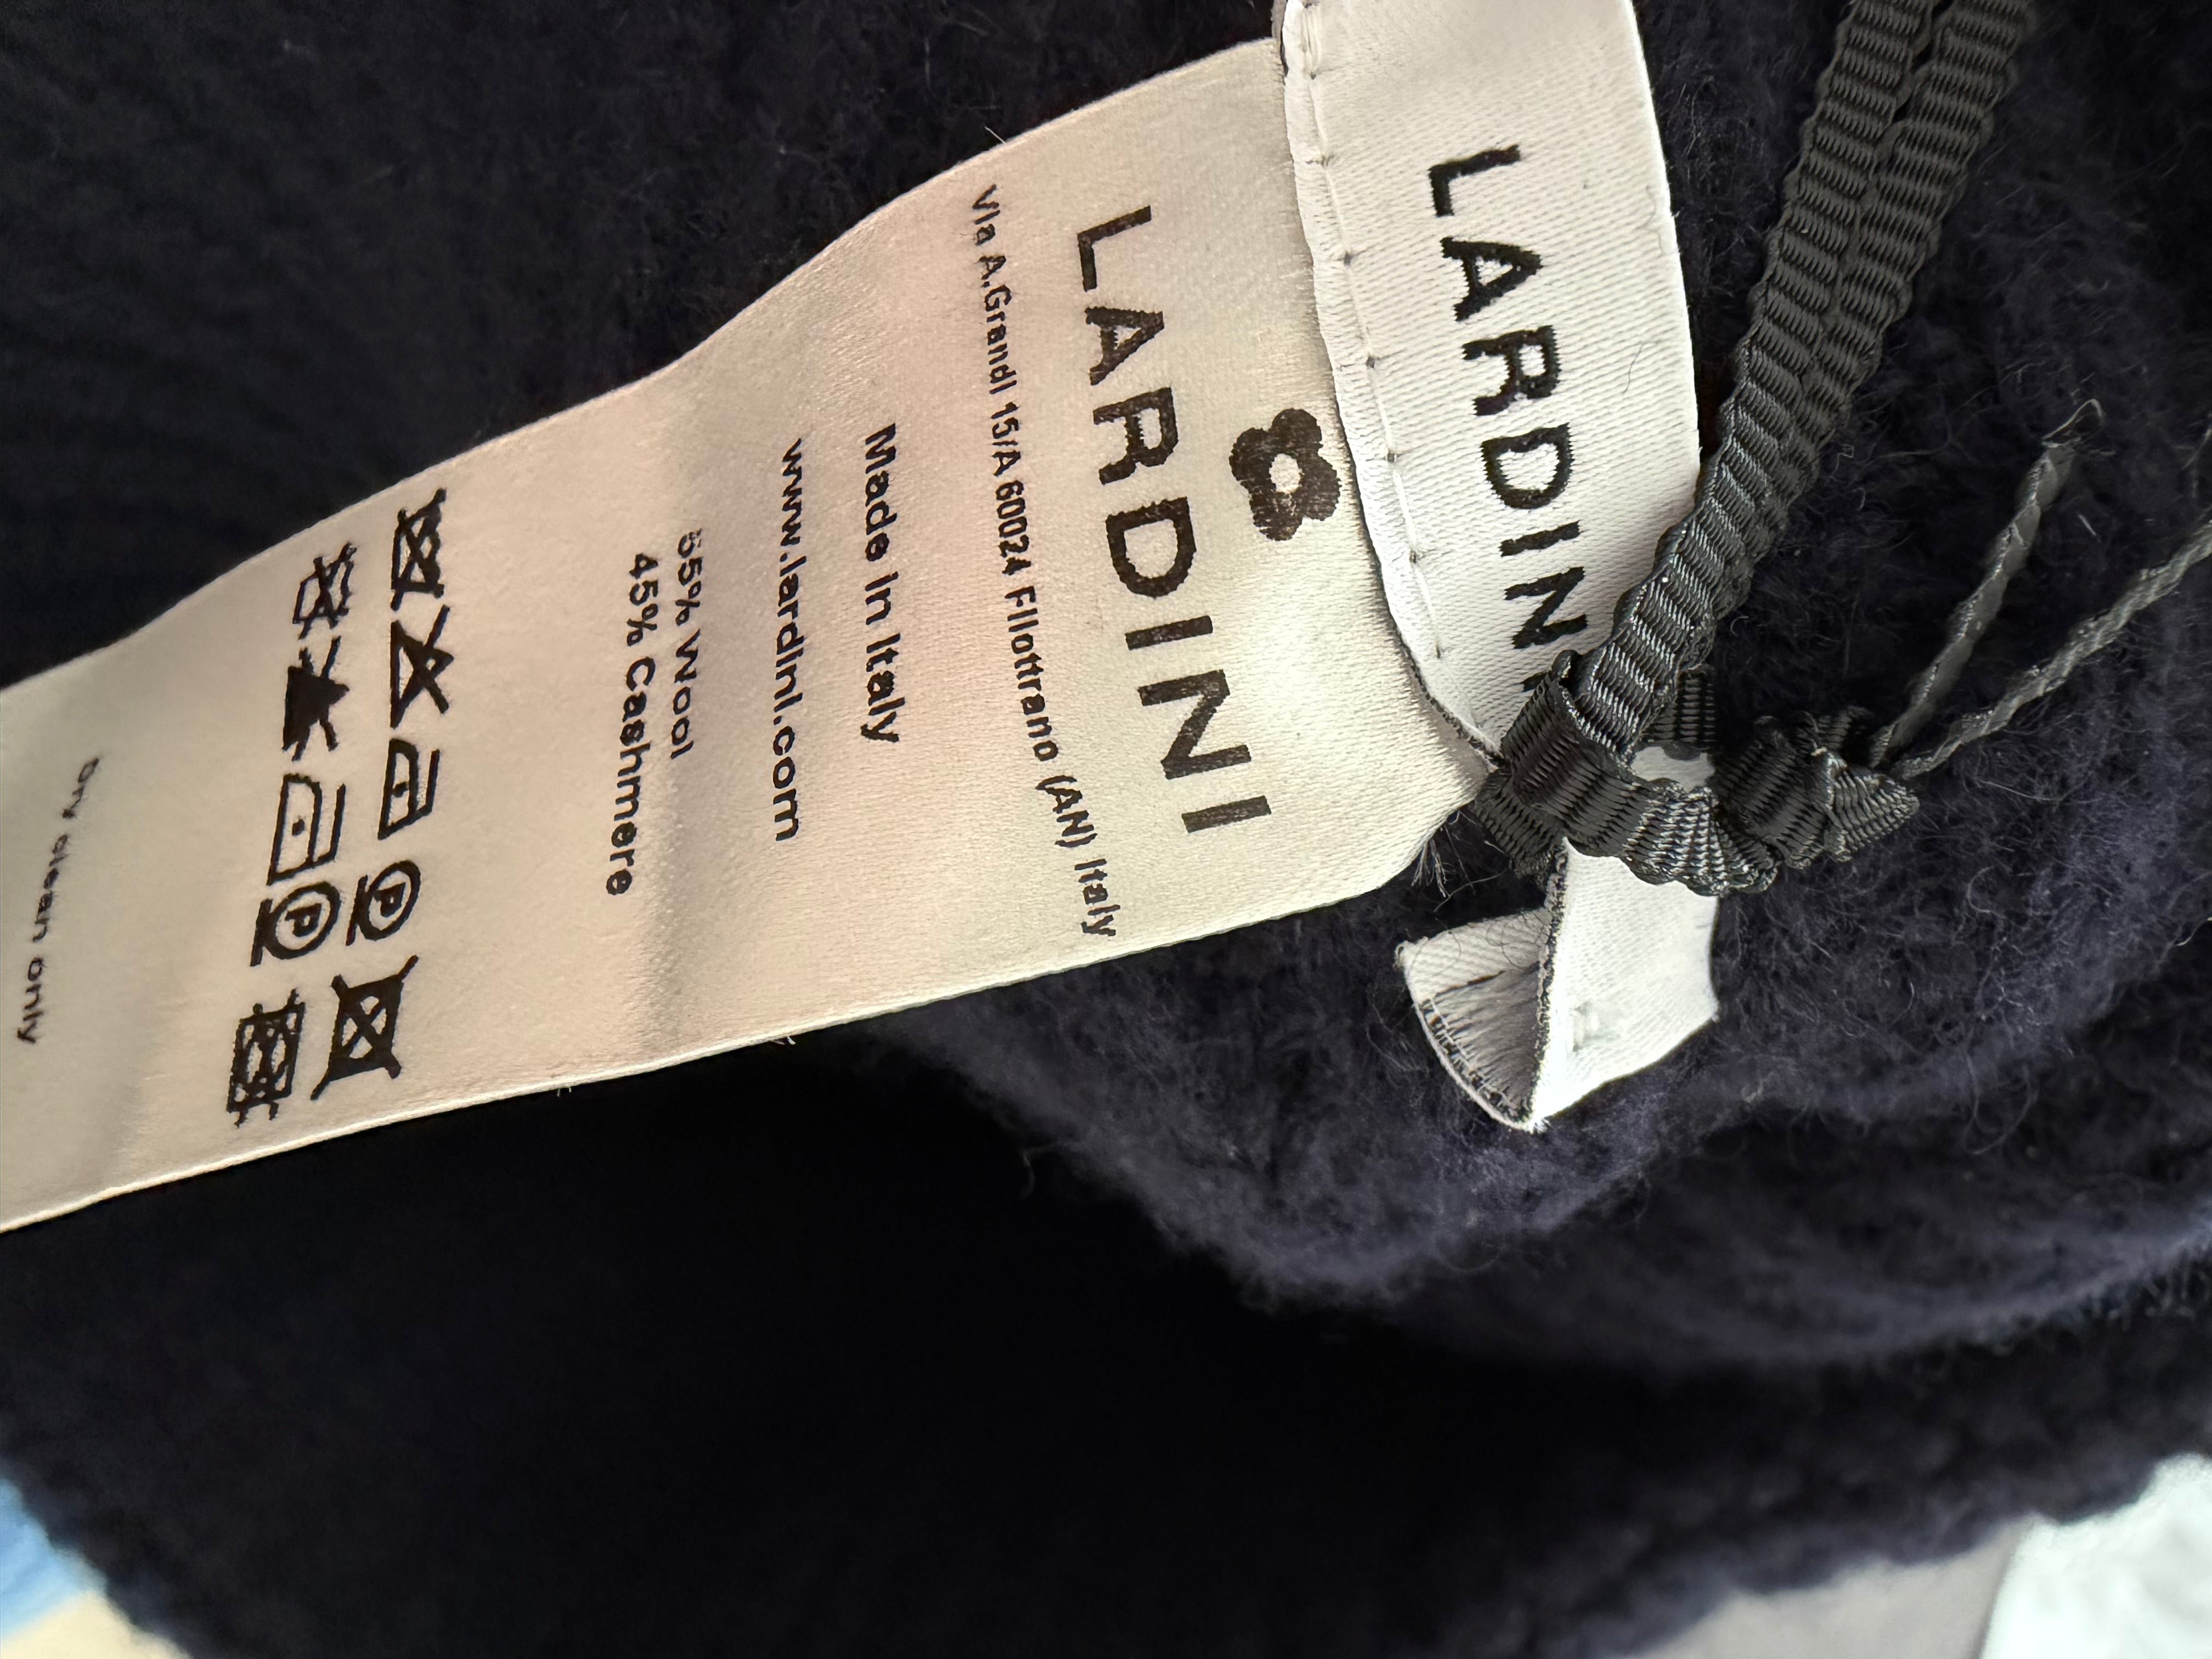 LARDINI
LARDINI
Via A.Grandi 15/A 60024 Filottrano (AN) Italy
Made in Italy
www.lardini.com
55% Wool
45% Cashmere
P
P
Dry clean only